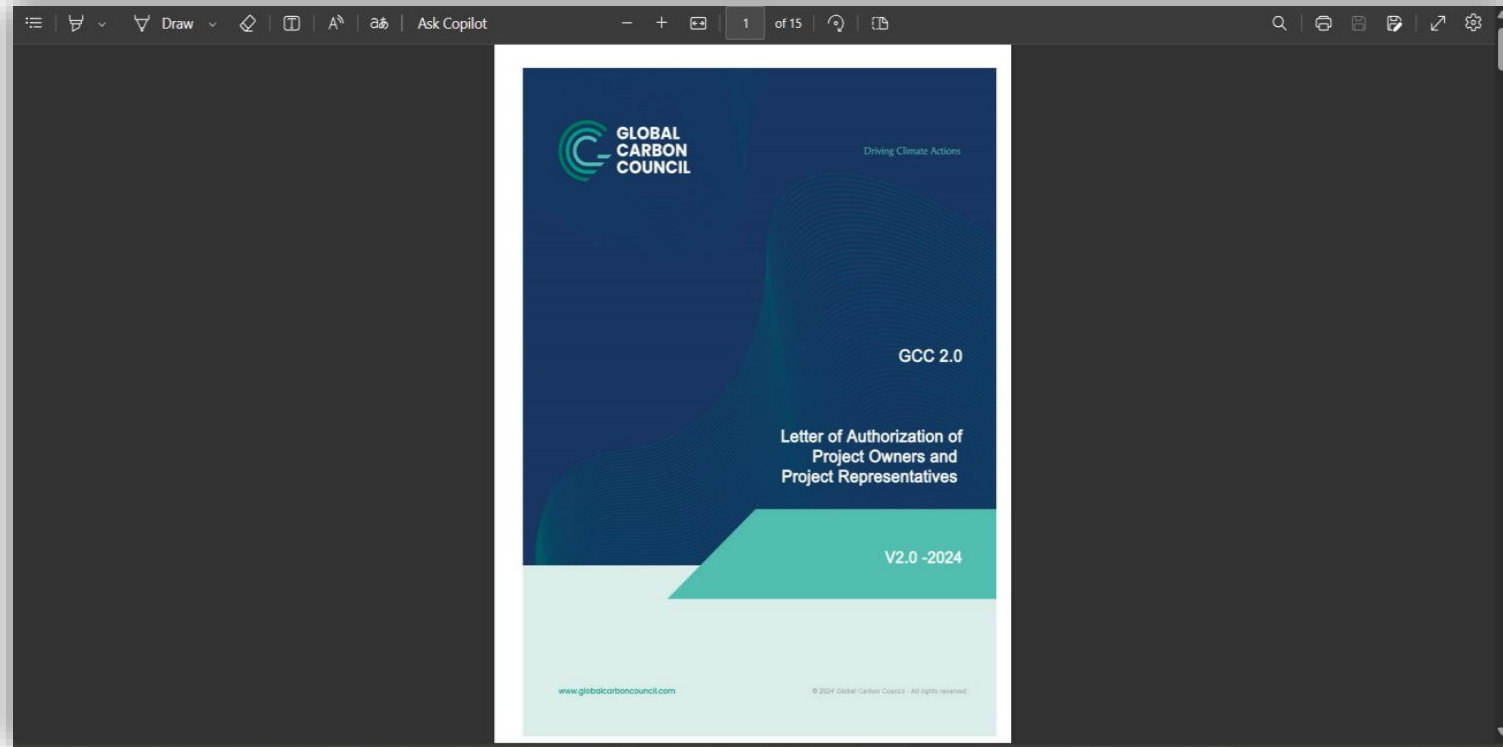 Draw
Ask Copilot
1 of 15
GLOBAL
CARBON
COUNCIL
Driving Climate Actions
GCC 2.0
Letter of Authorization of
Project Owners and
Project Representatives
V2.0 -2024
www.globalcarboncouncil.com
© 2024 Global Carbon Council - All rights reserved.